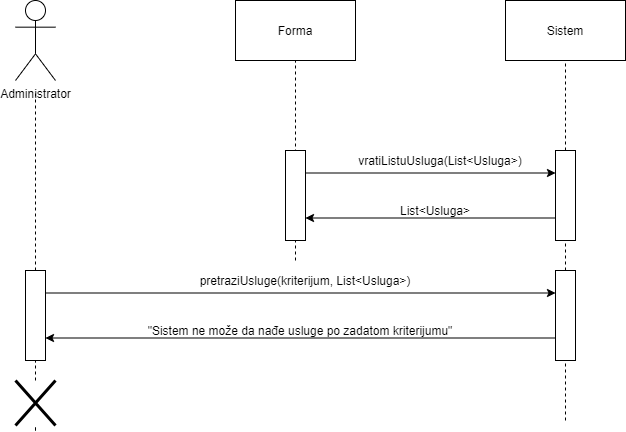 Forma
Sistem
Administrator
vratiListuUsluga(List<Usluga>)
List<Usluga>
pretraziUsluge(kriterijum, List<Usluga>)
"Sistem ne može da nađe usluge po zadatom kriterijumu"